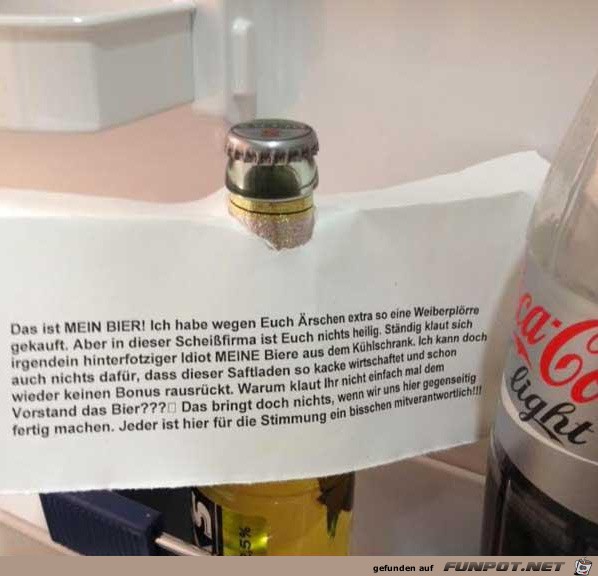 Das ist MEIN BIER! Ich habe wegen Euch Ärschen extra so eine Weiberplörre
gekauft. Aber in dieser Scheißfirma ist Euch nichts heilig. Ständig klaut sich
irgendein hinterfotziger Idiot MEINE Biere aus dem Kühlschrank. Ich kann doch
auch nichts dafür, dass dieser Saftladen so kacke wirtschaftet und schon
wieder keinen Bonus rausrückt. Warum klaut Ihr nicht einfach mal dem
Vorstand das Bier???□ Das bringt doch nichts, wenn wir uns hier gegenseitig
fertig machen. Jeder ist hier für die Stimmung ein bisschen mitverantwortlich!!!
ca-Co
light
gefunden auf FUNPOT.NET